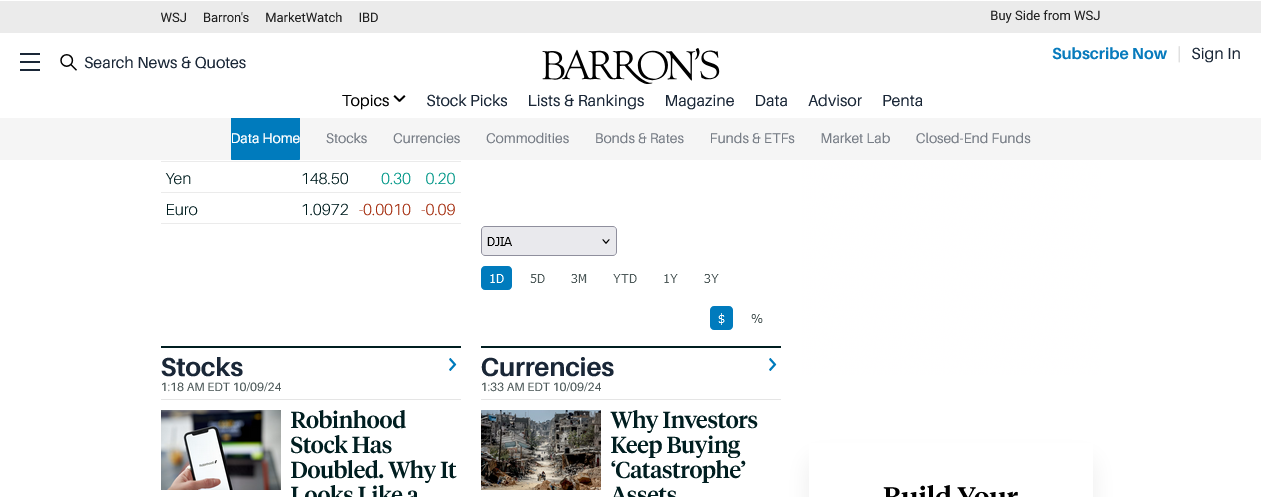 WSJ Barron's MarketWatch IBD Buy Side from WSJ
Search News & Quotes
BARRON'S
Subscribe Now | Sign In
Topics Stock Picks Lists & Rankings Magazine Data Advisor Penta
Data Home Stocks Currencies Commodities Bonds & Rates Funds & ETFs Market Lab Closed-End Funds
Yen 148.50 0.30 0.20
Euro 1.0972 -0.0010 -0.09
DJIA
1D 5D 3M YTD 1Y 3Y
$ %
Stocks
1:18 AM EDT 10/09/24
Robinhood
Stock Has
Doubled. Why It
Looks Like a
Currencies
1:33 AM EDT 10/09/24
Why Investors
Keep Buying
‘Catastrophe’
Assets
Build Your